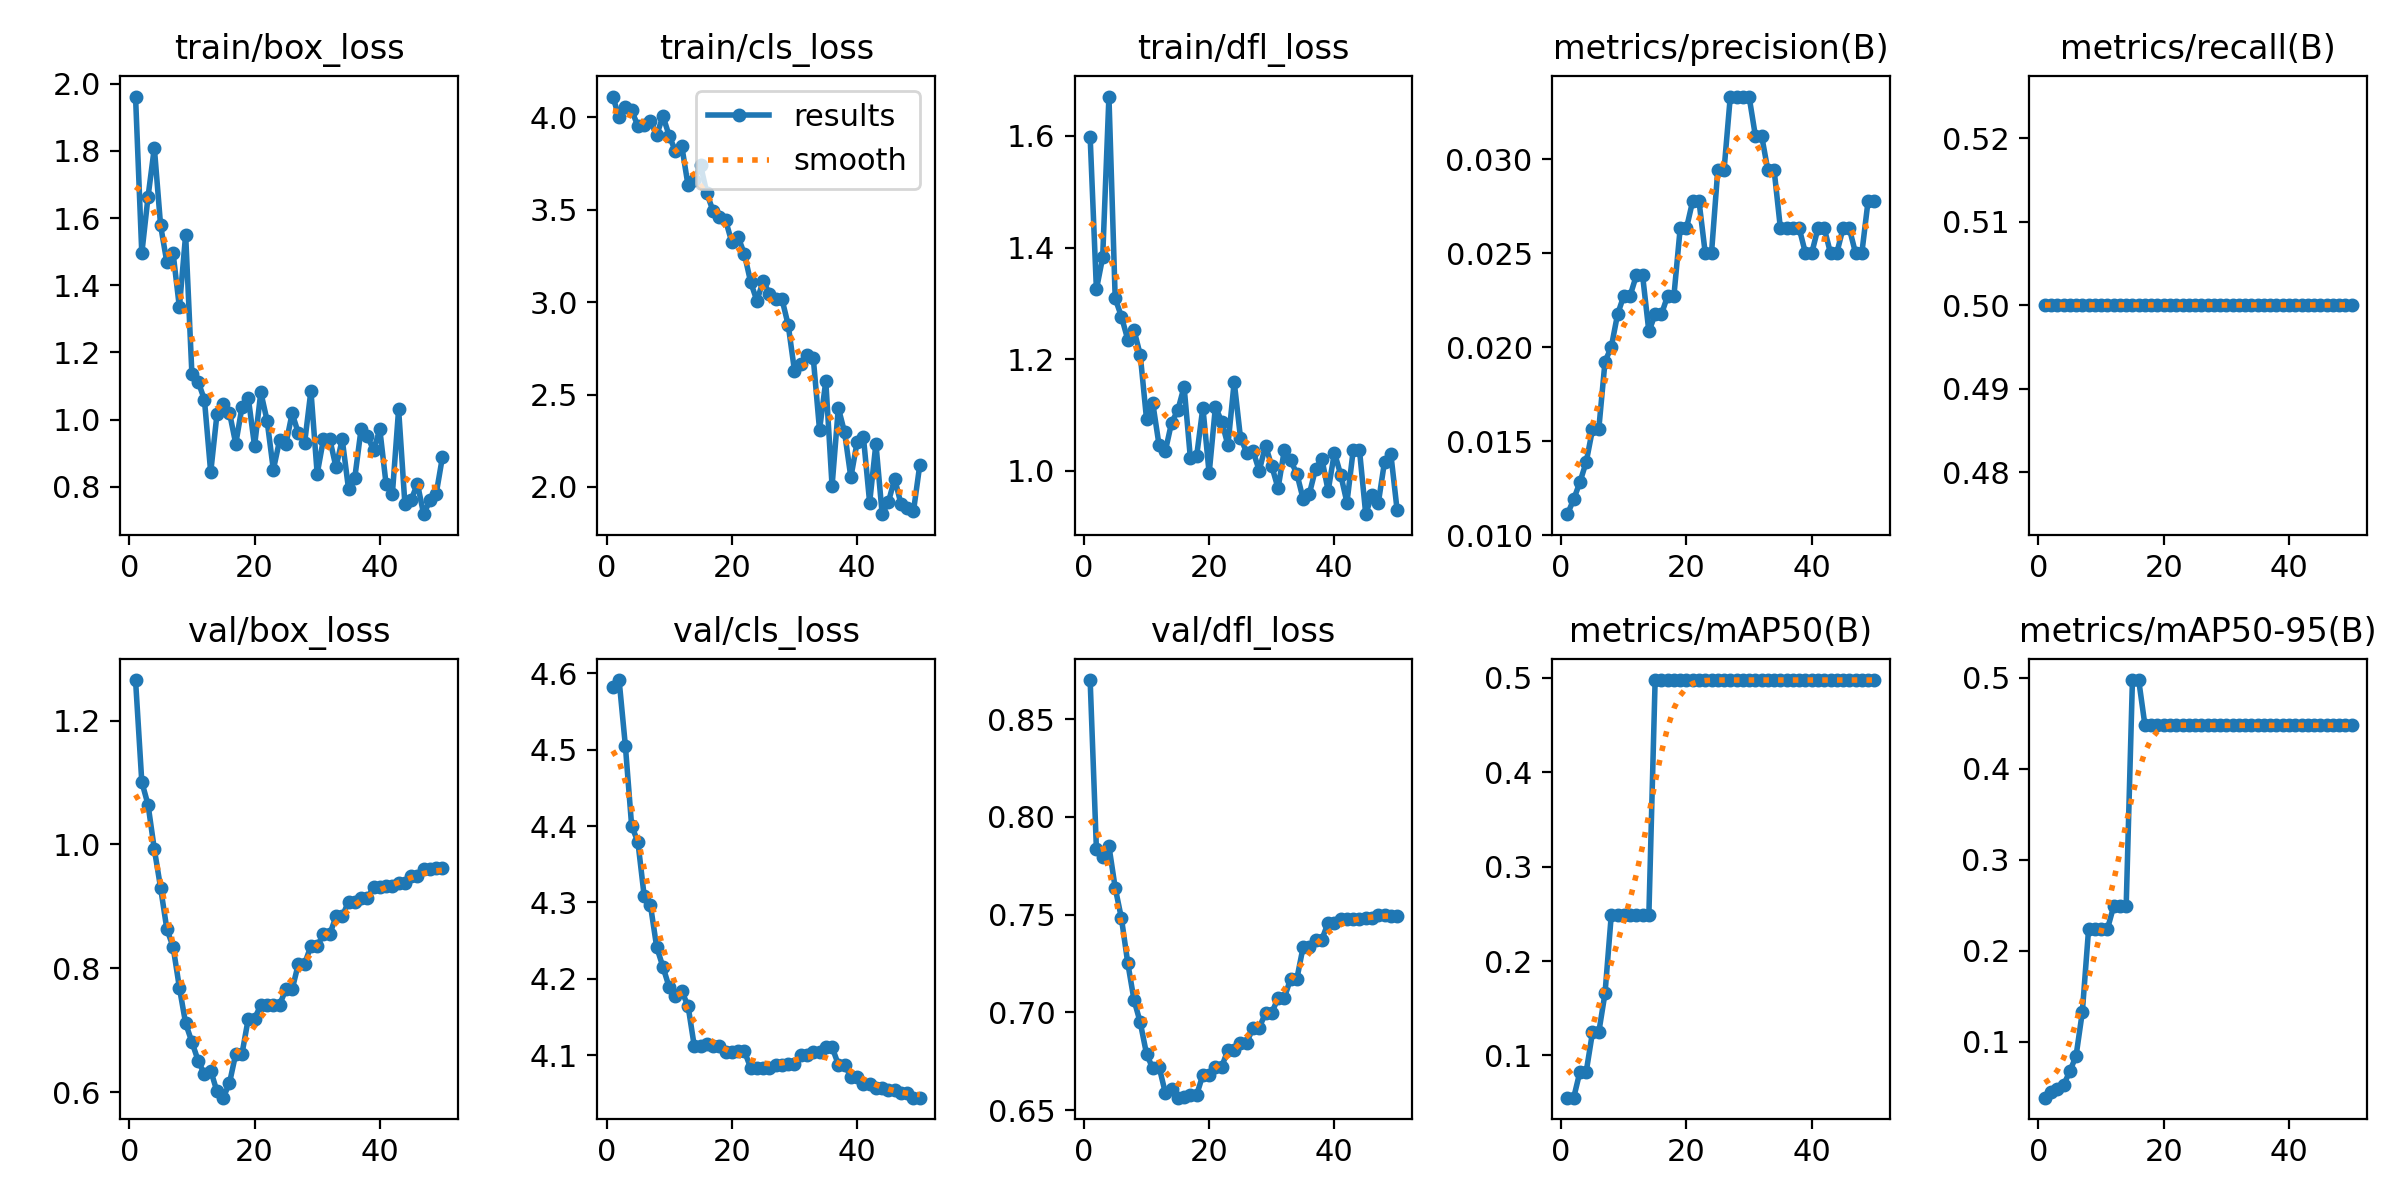 train/box_loss
2.0
1.8
1.6
1.4
1.2
1.0
0.8
0 20 40
train/cls_loss
results
smooth
4.0
3.5
3.0
2.5
2.0
0 20 40
train/dfl_loss
1.6
1.4
1.2
1.0
0 20 40
metrics/precision(B)
0.030
0.025
0.020
0.015
0.010
0 20 40
metrics/recall(B)
0.52
0.51
0.50
0.49
0.48
0 20 40
val/box_loss
1.2
1.0
0.8
0.6
0 20 40
val/cls_loss
4.6
4.5
4.4
4.3
4.2
4.1
0 20 40
val/dfl_loss
0.85
0.80
0.75
0.70
0.65
0 20 40
metrics/mAP50(B)
0.5
0.4
0.3
0.2
0.1
0 20 40
metrics/mAP50-95(B)
0.5
0.4
0.3
0.2
0.1
0 20 40